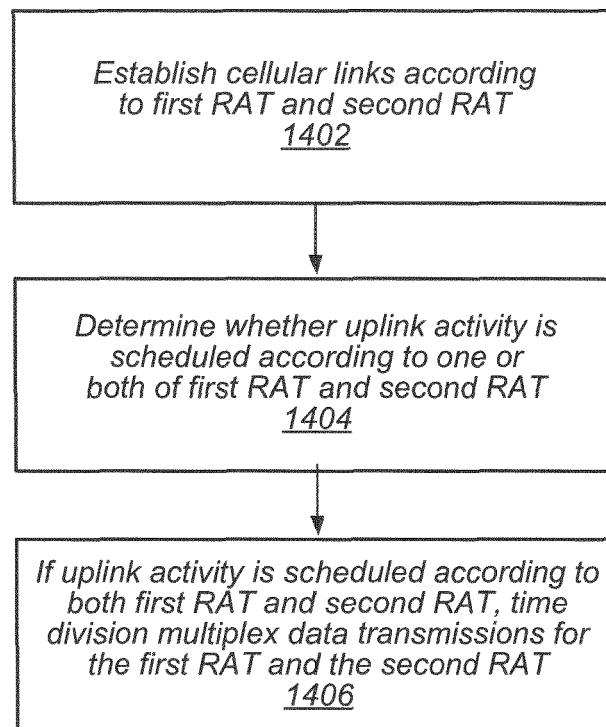 Establish cellular links according
to first RAT and second RAT
1402
Determine whether uplink activity is
scheduled according to one or
both of first RAT and second RAT
1404
If uplink activity is scheduled according to
both first RAT and second RAT, time
division multiplex data transmissions for
the first RAT and the second RAT
1406